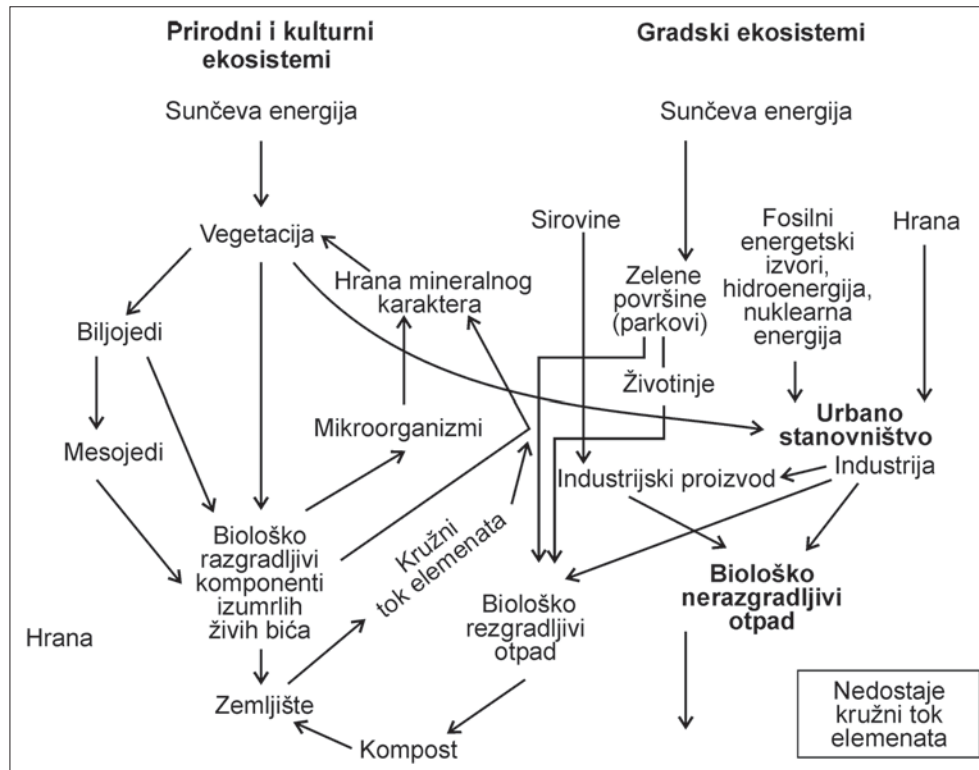 Prirodni i kulturni
ekosistemi
Gradski ekosistemi
Sunčeva energija
Sunčeva energija
Vegetacija
Sirovine
Fosilni
energetski
izvori,
hidroenergija,
nuklearna
energija
Hrana
Hrana mineralnog
karaktera
Zelene
površine
(parkovi)
Biljojedi
Životinje
Mikroorganizmi
Urbano
stanovništvo
Industrija
Mesojedi
Industrijski proizvod
Biološko
razgradljivi
komponenti
izumrlih
živih bića
Kružni
tok elemenata
Biološko
rezgradljivi
otpad
Biološko
nerazgradljivi
otpad
Hrana
Zemljište
Kompost
Nedostaje
kružni tok
elemenata